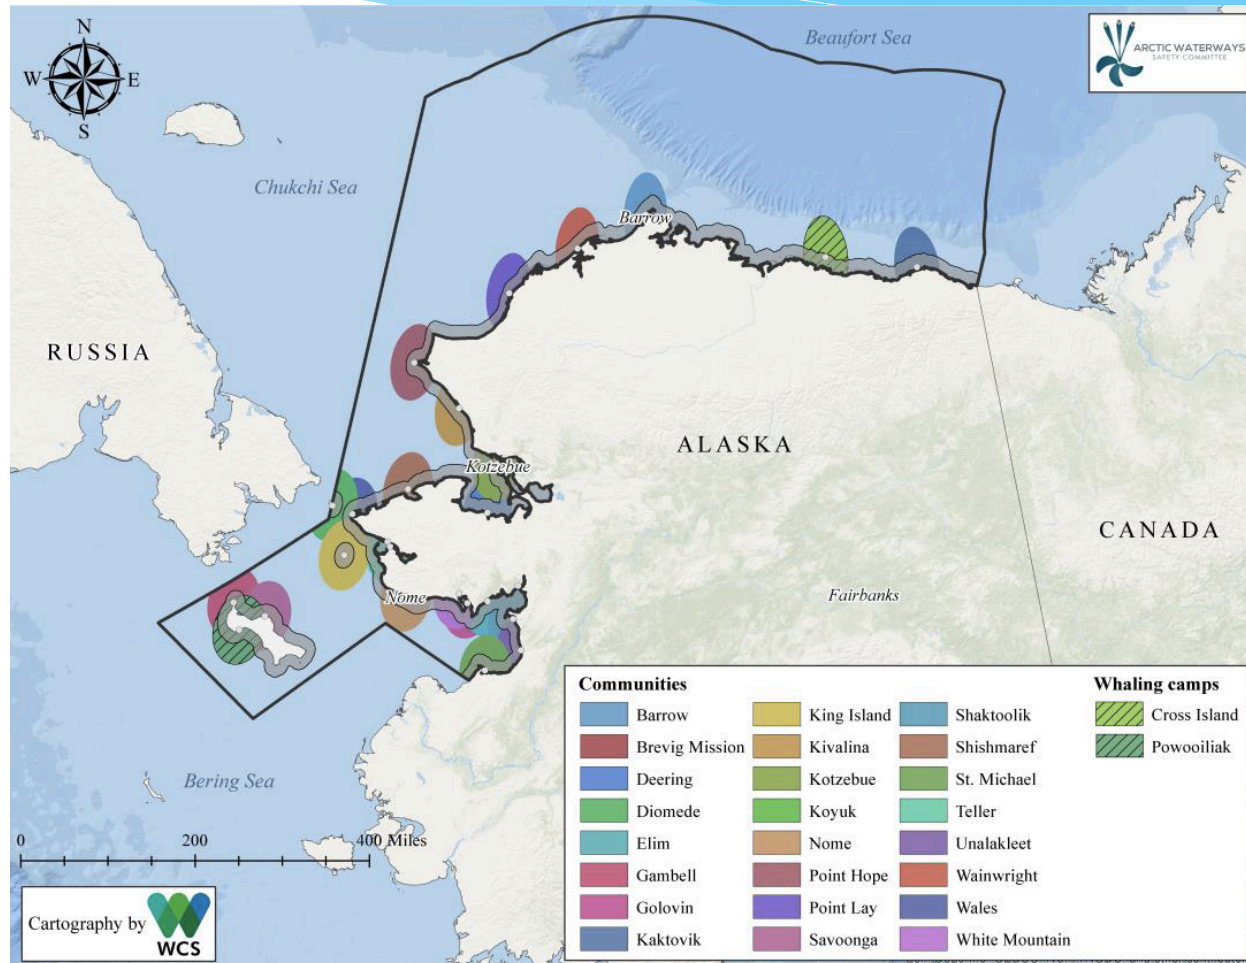 N
W
E
S
Beaufort Sea
ARCTIC WATERWAYS
SAFETY COMMITTEE
Chukchi Sea
Barrow
RUSSIA
ALASKA
Kotzebue
CANADA
Nome
Fairbanks
Bering Sea
0 200 400 Miles
Cartography by
WCS
Communities
Barrow
Brevig Mission
Deering
Diomede
Elim
Gambell
Golovin
Kaktovik
King Island
Kivalina
Kotzebue
Koyuk
Nome
Point Hope
Point Lay
Savoonga
Shaktoolik
Shishmaref
St. Michael
Teller
Unalakleet
Wainwright
Wales
White Mountain
Whaling camps
Cross Island
Powooiliak